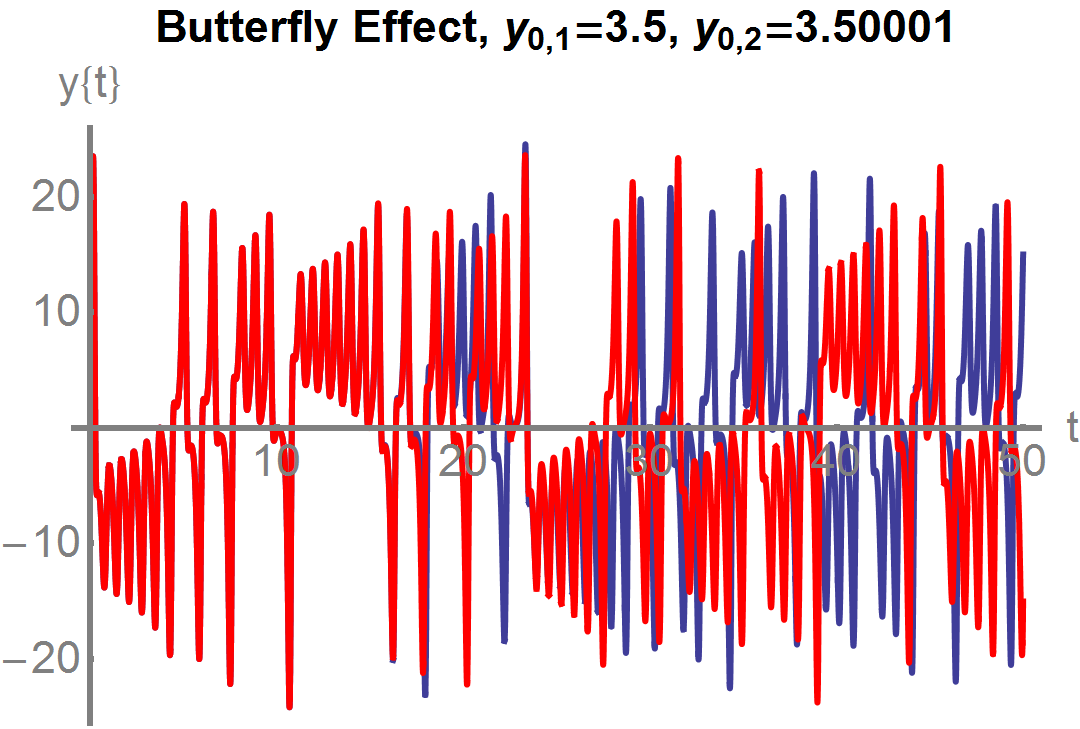 Butterfly Effect, y0,1=3.5, y0,2=3.50001
y{t}
20
10
10 20 30 40 50 t
−10
−20